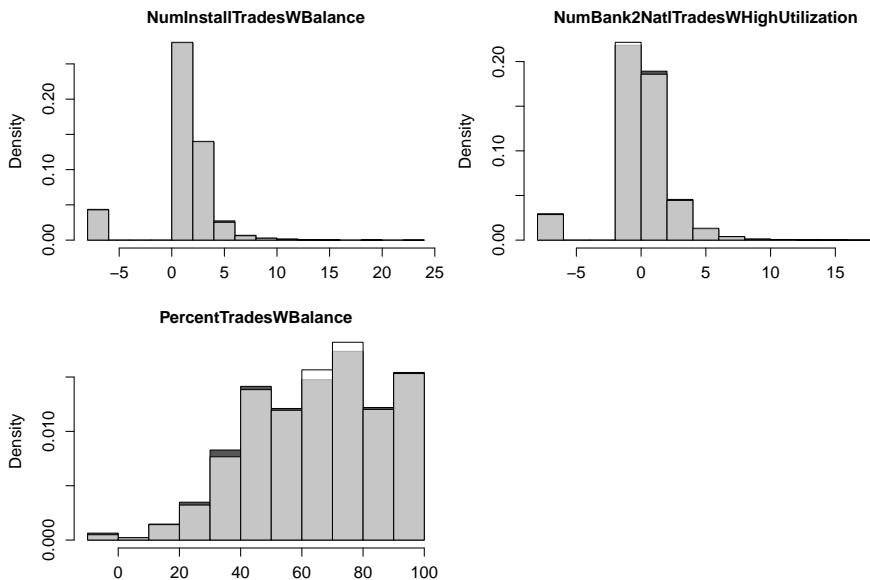 NumInstallTradesWBalance
Density
0.00 0.10 0.20
−5 0 5 10 15 20 25
NumBank2NatlTradesWHighUtilization
Density
0.00 0.10 0.20
−5 0 5 10 15
PercentTradesWBalance
Density
0.000 0.010
0 20 40 60 80 100